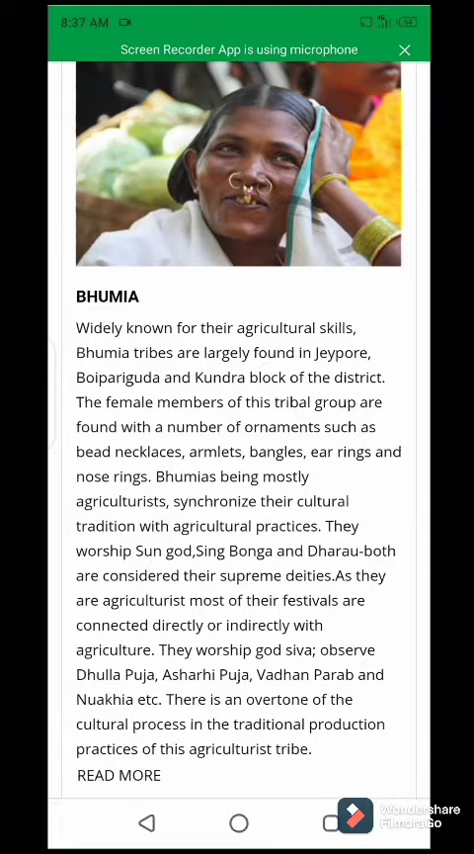 8:37 AM
Screen Recorder App is using microphone
BHUMIA
Widely known for their agricultural skills,
Bhumia tribes are largely found in Jeypore,
Boipariguda and Kundra block of the district.
The female members of this tribal group are
found with a number of ornaments such as
bead necklaces, armlets, bangles, ear rings and
nose rings. Bhumias being mostly
agriculturists, synchronize their cultural
tradition with agricultural practices. They
worship Sun god,Sing Bonga and Dharau-both
are considered their supreme deities.As they
are agriculturist most of their festivals are
connected directly or indirectly with
agriculture. They worship god siva; observe
Dhulla Puja, Asharhi Puja, Vadhan Parab and
Nuakhia etc. There is an overtone of the
cultural process in the traditional production
practices of this agriculturist tribe.
READ MORE
Wondershare
FilmoraGo